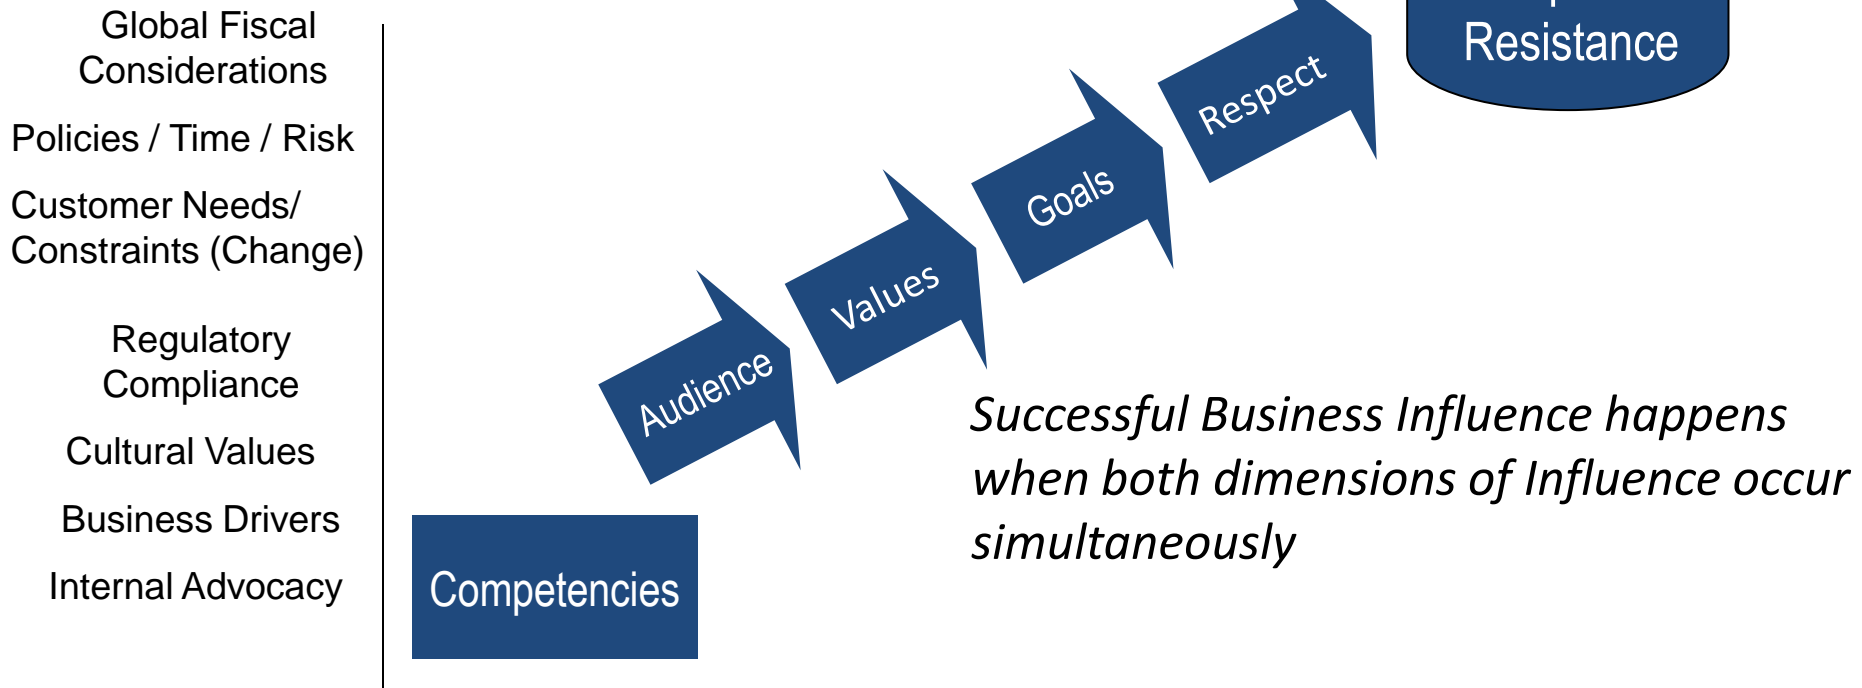 Global Fiscal
Considerations
Policies / Time / Risk
Customer Needs/
Constraints (Change)
Regulatory
Compliance
Cultural Values
Business Drivers
Internal Advocacy
Resistance
Respect
Goals
Values
Audience
Competencies
Successful Business Influence happens
when both dimensions of Influence occur
simultaneously